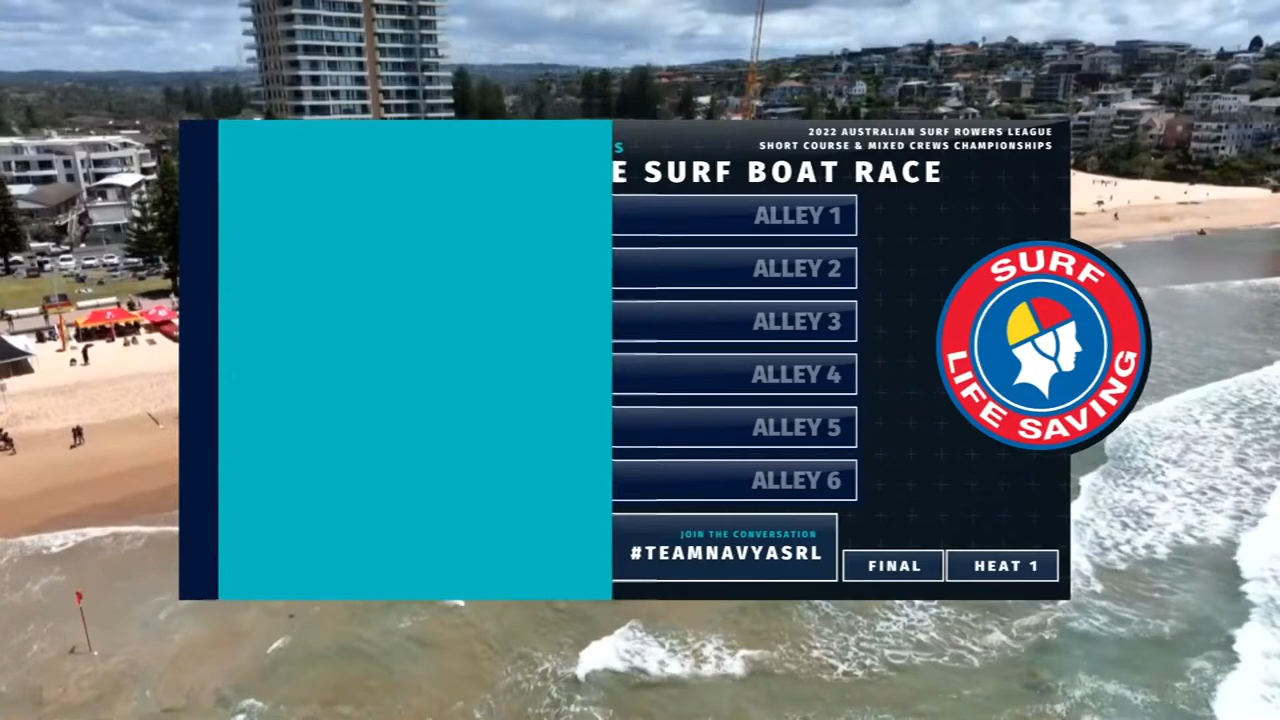 2022 AUSTRALIAN SURF ROWERS LEAGUE
SHORT COURSE & MIXED CREWS CHAMPIONSHIPS
SURF BOAT RACE
ALLEY 1
ALLEY 2
ALLEY 3
ALLEY 4
ALLEY 5
ALLEY 6
SURF
LIFE SAVING
JOIN THE CONVERSATION
#TEAMNAVYASRL
FINAL
HEAT 1